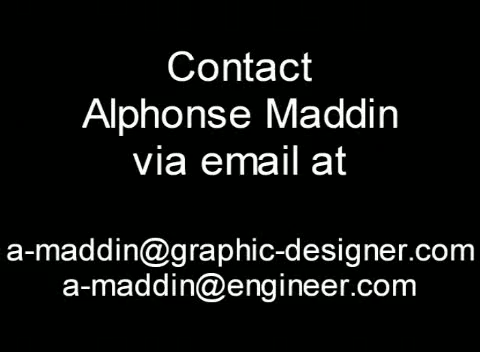 Contact
Alphonse Maddin
via email at
a-maddin@graphic-designer.com
a-maddin@engineer.com